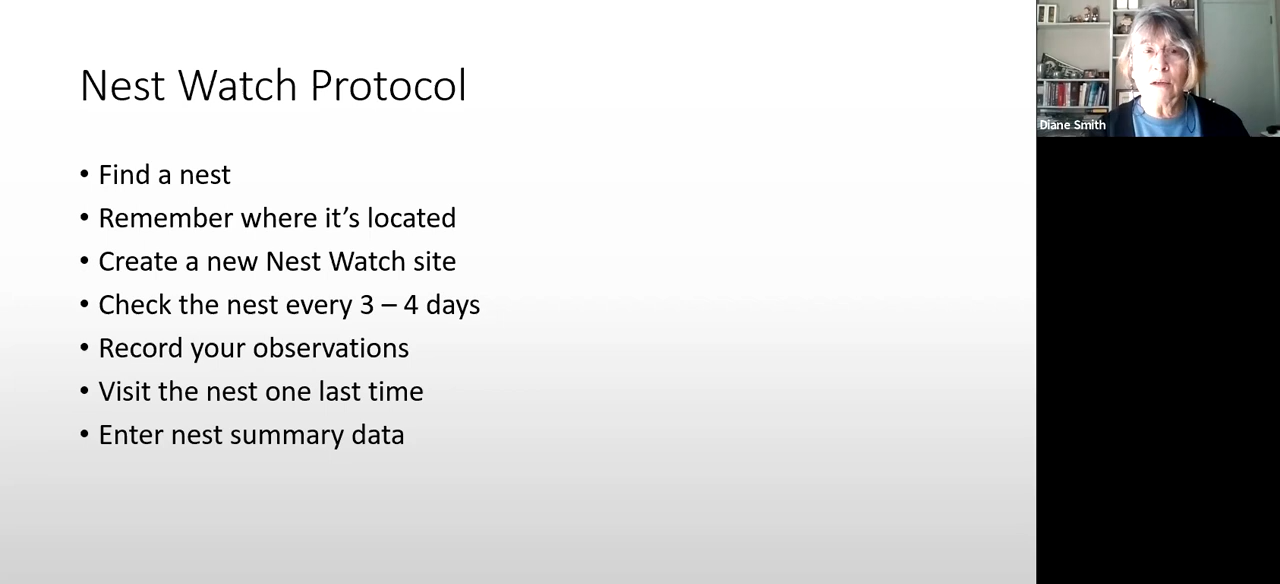 Nest Watch Protocol
• Find a nest
• Remember where it’s located
• Create a new Nest Watch site
• Check the nest every 3 – 4 days
• Record your observations
• Visit the nest one last time
• Enter nest summary data
Diane Smith